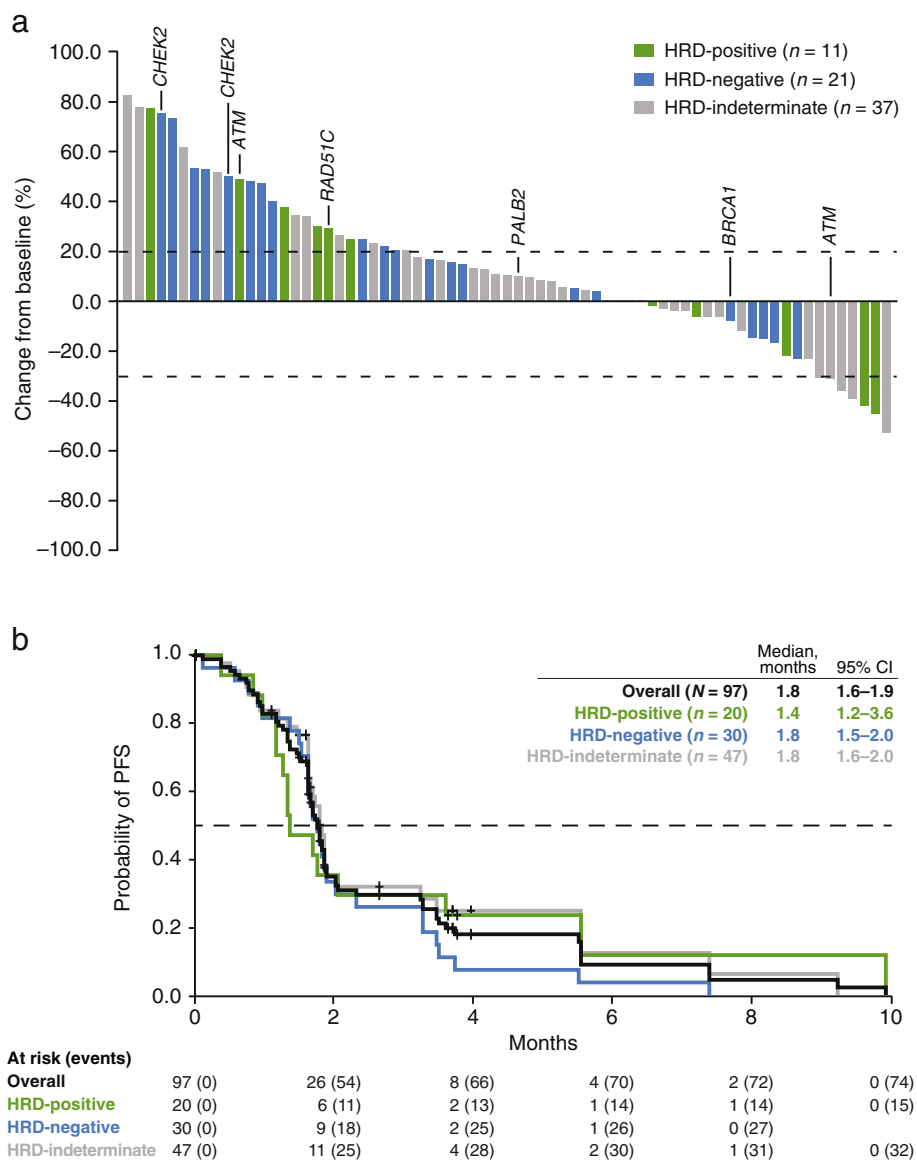 a
100.0
80.0
60.0
40.0
20.0
0.0
−20.0
−40.0
−60.0
−80.0
−100.0
Change from baseline (%)
CHEK2
CHEK2
ATM
RAD51C
PALB2
BRCA1
ATM
HRD-positive (n = 11)
HRD-negative (n = 21)
HRD-indeterminate (n = 37)
b
1.0
0.8
0.6
0.4
0.2
0.0
Probability of PFS
Median, months 95% CI
Overall (N = 97) 1.8 1.6–1.9
HRD-positive (n = 20) 1.4 1.2–3.6
HRD-negative (n = 30) 1.8 1.5–2.0
HRD-indeterminate (n = 47) 1.8 1.6–2.0
0 2 4 6 8 10
Months
At risk (events)
Overall 97 (0) 26 (54) 8 (66) 4 (70) 2 (72) 0 (74)
HRD-positive 20 (0) 6 (11) 2 (13) 1 (14) 1 (14) 0 (15)
HRD-negative 30 (0) 9 (18) 2 (25) 1 (26) 0 (27)
HRD-indeterminate 47 (0) 11 (25) 4 (28) 2 (30) 1 (31) 0 (32)